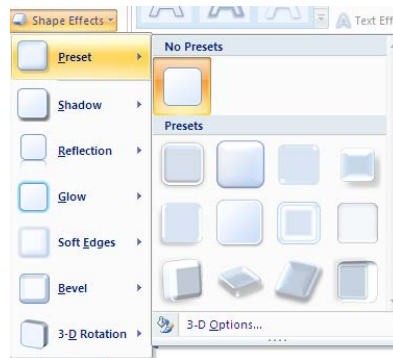 Shape Effects
Text Eff
Preset
Shadow
Reflection
Glow
Soft Edges
Bevel
3-D Rotation
No Presets
Presets
3-D Options...